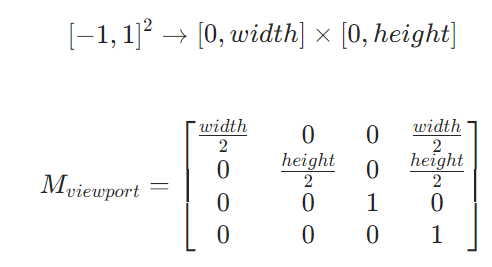 [−1, 1]² → [0, width] × [0, height]
M_viewport = [
width/2 0 0 width/2
0 height/2 0 height/2
0 0 1 0
0 0 0 1
]